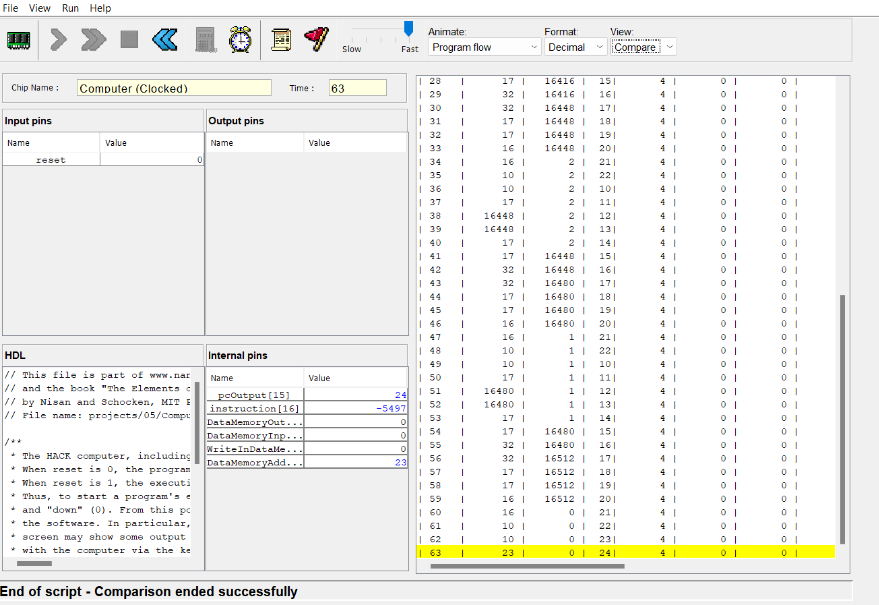 File View Run Help
Slow Fast
Animate: Format: View:
Program flow Decimal Compare
Chip Name : Computer (Clocked) Time : 63
Input pins
Name Value
reset 0
Output pins
Name Value
HDL
// This file is part of www.nan
// and the book "The Elements o
// by Nisan and Schocken, MIT P
// File name: projects/05/Compu
/**
* The HACK computer, including
* When reset is 0, the program
* When reset is 1, the executi
* Thus, to start a program's e
* and "down" (0). From this po
* the software. In particular,
* screen may show some output
* with the computer via the ke
Internal pins
Name Value
pcOutput[15] 24
instruction[16] -5497
DataMemoryOut... 0
DataMemoryInp... 0
WriteInDataMe... 0
DataMemoryAdd... 23
| 28 | 17 | 16416 | 15| 4 | 0 | 0 |
| 29 | 32 | 16416 | 16| 4 | 0 | 0 |
| 30 | 32 | 16448 | 17| 4 | 0 | 0 |
| 31 | 17 | 16448 | 18| 4 | 0 | 0 |
| 32 | 17 | 16448 | 19| 4 | 0 | 0 |
| 33 | 16 | 16448 | 20| 4 | 0 | 0 |
| 34 | 16 | 2 | 21| 4 | 0 | 0 |
| 35 | 10 | 2 | 22| 4 | 0 | 0 |
| 36 | 10 | 2 | 10| 4 | 0 | 0 |
| 37 | 17 | 2 | 11| 4 | 0 | 0 |
| 38 | 16448 | 2 | 12| 4 | 0 | 0 |
| 39 | 16448 | 2 | 13| 4 | 0 | 0 |
| 40 | 17 | 2 | 14| 4 | 0 | 0 |
| 41 | 17 | 16448 | 15| 4 | 0 | 0 |
| 42 | 32 | 16448 | 16| 4 | 0 | 0 |
| 43 | 32 | 16480 | 17| 4 | 0 | 0 |
| 44 | 17 | 16480 | 18| 4 | 0 | 0 |
| 45 | 17 | 16480 | 19| 4 | 0 | 0 |
| 46 | 16 | 16480 | 20| 4 | 0 | 0 |
| 47 | 16 | 1 | 21| 4 | 0 | 0 |
| 48 | 10 | 1 | 22| 4 | 0 | 0 |
| 49 | 10 | 1 | 10| 4 | 0 | 0 |
| 50 | 17 | 1 | 11| 4 | 0 | 0 |
| 51 | 16480 | 1 | 12| 4 | 0 | 0 |
| 52 | 16480 | 1 | 13| 4 | 0 | 0 |
| 53 | 17 | 1 | 14| 4 | 0 | 0 |
| 54 | 17 | 16480 | 15| 4 | 0 | 0 |
| 55 | 32 | 16480 | 16| 4 | 0 | 0 |
| 56 | 32 | 16512 | 17| 4 | 0 | 0 |
| 57 | 17 | 16512 | 18| 4 | 0 | 0 |
| 58 | 17 | 16512 | 19| 4 | 0 | 0 |
| 59 | 16 | 16512 | 20| 4 | 0 | 0 |
| 60 | 16 | 0 | 21| 4 | 0 | 0 |
| 61 | 10 | 0 | 22| 4 | 0 | 0 |
| 62 | 10 | 0 | 23| 4 | 0 | 0 |
| 63 | 23 | 0 | 24| 4 | 0 | 0 |
End of script - Comparison ended successfully